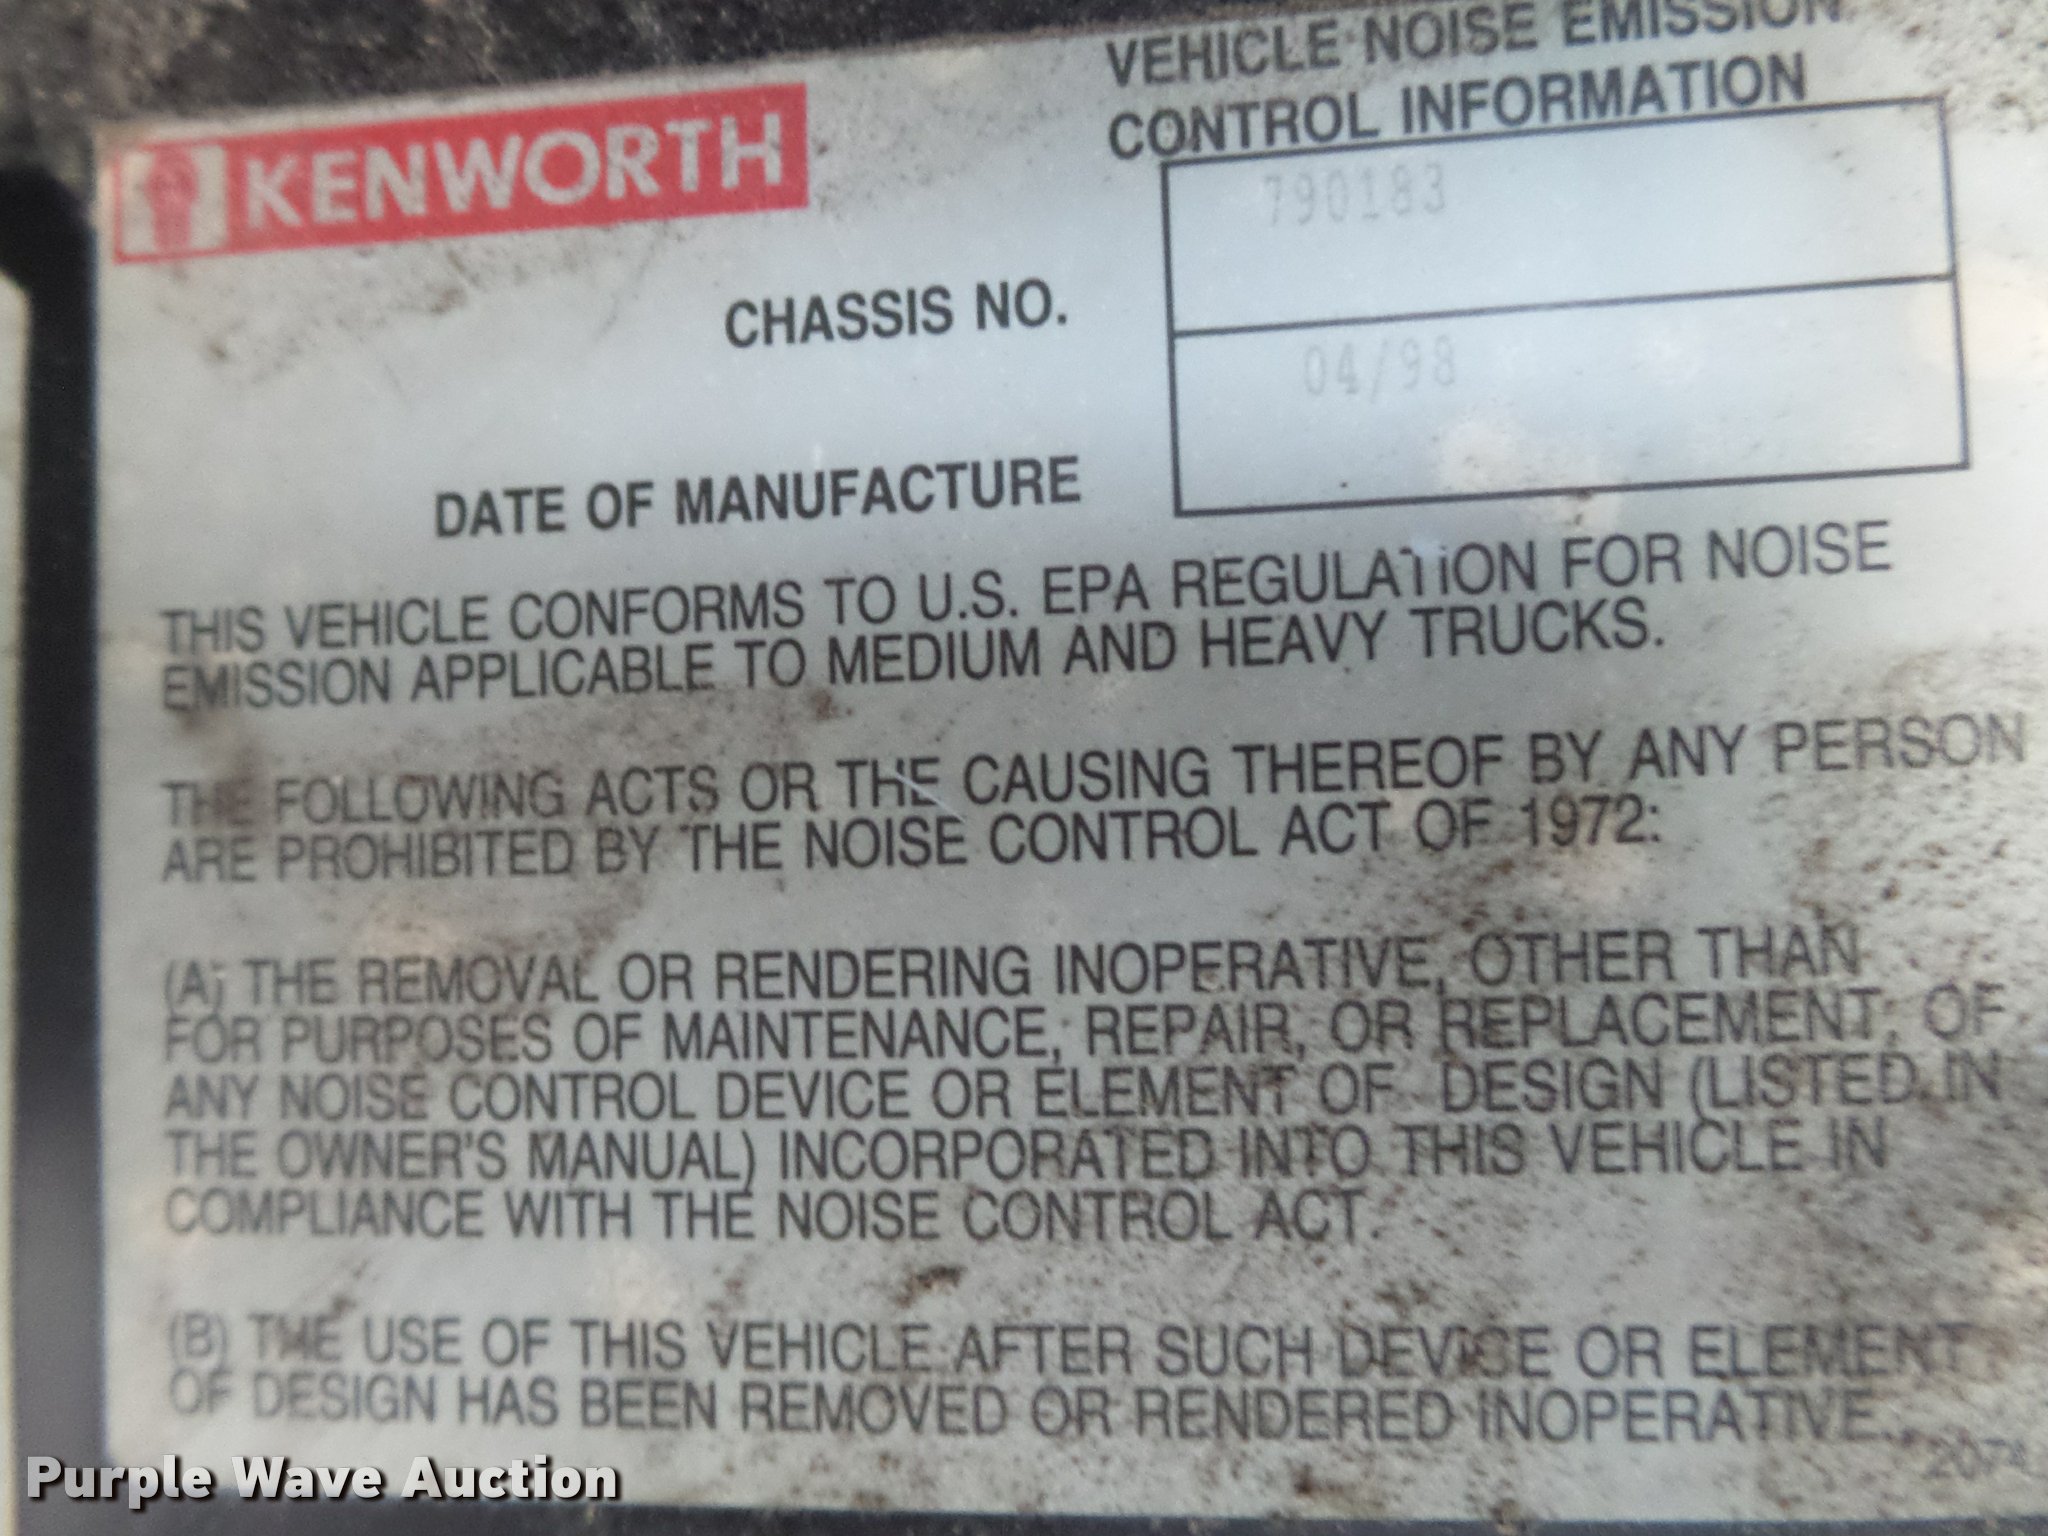 KENWORTH
VEHICLE NOISE EMISSION
CONTROL INFORMATION
790183
CHASSIS NO.
04/98
DATE OF MANUFACTURE
THIS VEHICLE CONFORMS TO U.S. EPA REGULATION FOR NOISE
EMISSION APPLICABLE TO MEDIUM AND HEAVY TRUCKS.
THE FOLLOWING ACTS OR THE CAUSING THEREOF BY ANY PERSON
ARE PROHIBITED BY THE NOISE CONTROL ACT OF 1972:
(A) THE REMOVAL OR RENDERING INOPERATIVE, OTHER THAN
FOR PURPOSES OF MAINTENANCE, REPAIR, OR REPLACEMENT, OF
ANY NOISE CONTROL DEVICE OR ELEMENT OF DESIGN (LISTED IN
THE OWNER'S MANUAL) INCORPORATED INTO THIS VEHICLE IN
COMPLIANCE WITH THE NOISE CONTROL ACT.
(B) THE USE OF THIS VEHICLE AFTER SUCH DEVICE OR ELEMENT
OF DESIGN HAS BEEN REMOVED OR RENDERED INOPERATIVE.
Purple Wave Auction